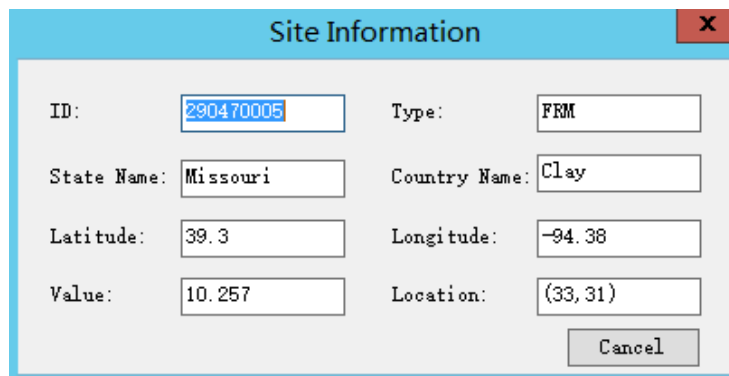 Site Information
x
ID: 290470005 Type: FRM
State Name: Missouri Country Name: Clay
Latitude: 39.3 Longitude: -94.38
Value: 10.257 Location: (33,31)
Cancel